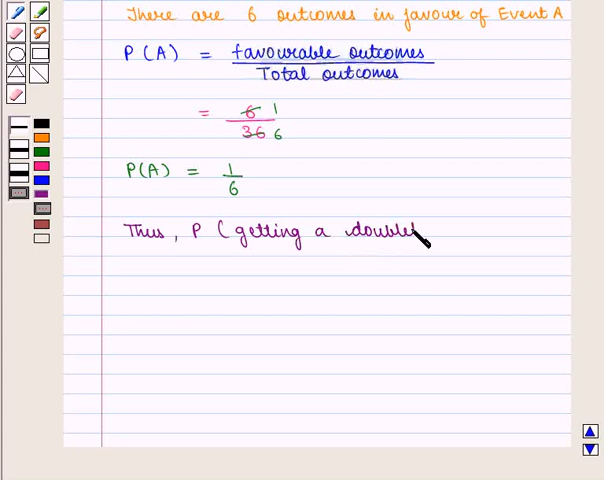 There are 6 outcomes in favour of Event A
P(A) = favourable outcomes / Total outcomes
= 6 1 / 36 6
P(A) = 1/6
Thus, P (getting a double